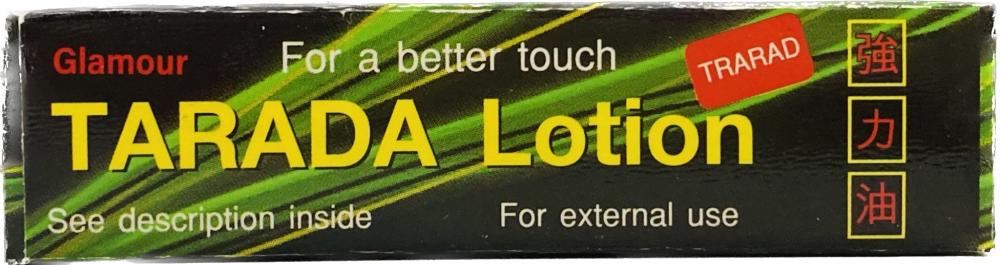 Glamour
For a better touch
TRARAD
TARADA Lotion
See description inside
For external use
強
力
油